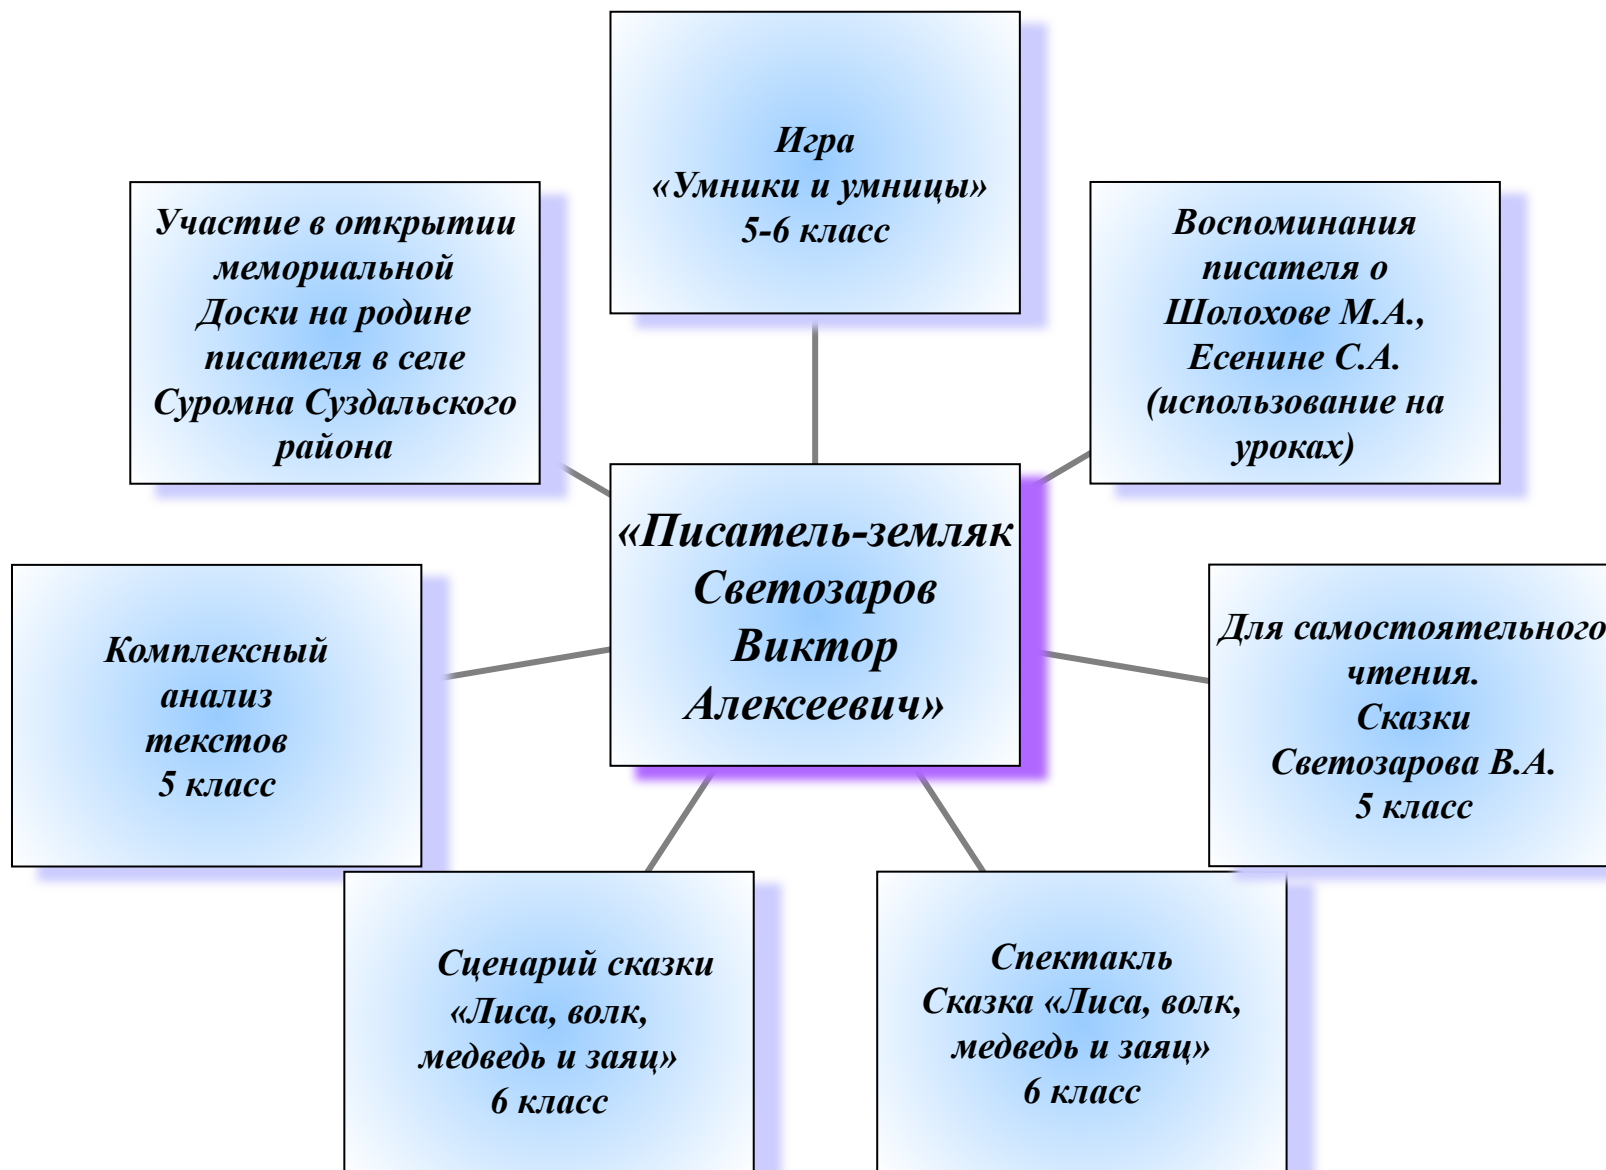 Игра
«Умники и умницы»
5-6 класс
Участие в открытии
мемориальной
Доски на родине
писателя в селе
Суромна Суздальского
района
Воспоминания
писателя о
Шолохове М.А.,
Есенине С.А.
(использование на
уроках)
«Писатель-земляк
Светозаров
Виктор
Алексеевич»
Комплексный
анализ
текстов
5 класс
Для самостоятельного
чтения.
Сказки
Светозарова В.А.
5 класс
Сценарий сказки
«Лиса, волк,
медведь и заяц»
6 класс
Спектакль
Сказка «Лиса, волк,
медведь и заяц»
6 класс